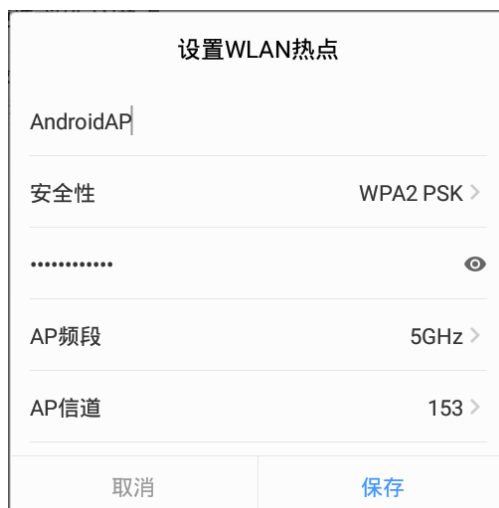 设置WLAN热点
AndroidAP
安全性 WPA2 PSK
••••••••••••
AP频段 5GHz
AP信道 153
取消 保存